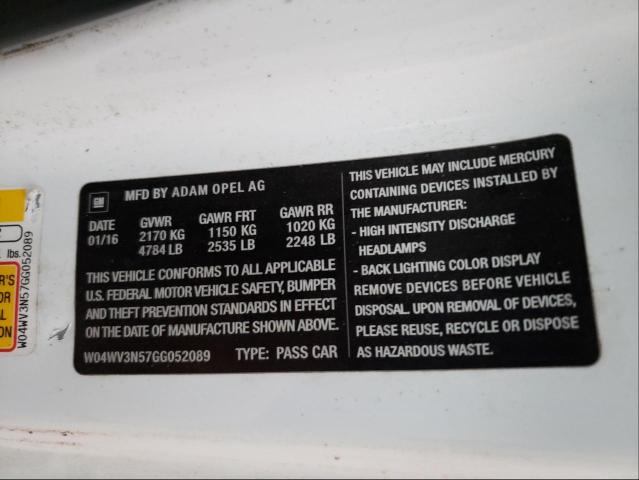 GM
MFD BY ADAM OPEL AG
DATE GVWR GAWR FRT GAWR RR
01/16 2170 KG 1150 KG 1020 KG
4784 LB 2535 LB 2248 LB
THIS VEHICLE CONFORMS TO ALL APPLICABLE
U.S. FEDERAL MOTOR VEHICLE SAFETY, BUMPER
AND THEFT PREVENTION STANDARDS IN EFFECT
ON THE DATE OF MANUFACTURE SHOWN ABOVE.
W04WV3N57GG052089 TYPE: PASS CAR
THIS VEHICLE MAY INCLUDE MERCURY
CONTAINING DEVICES INSTALLED BY
THE MANUFACTURER:
- HIGH INTENSITY DISCHARGE
HEADLAMPS
- BACK LIGHTING COLOR DISPLAY
REMOVE DEVICES BEFORE VEHICLE
DISPOSAL. UPON REMOVAL OF DEVICES,
PLEASE REUSE, RECYCLE OR DISPOSE
AS HAZARDOUS WASTE.
lbs.
W04WV3N57GG052089